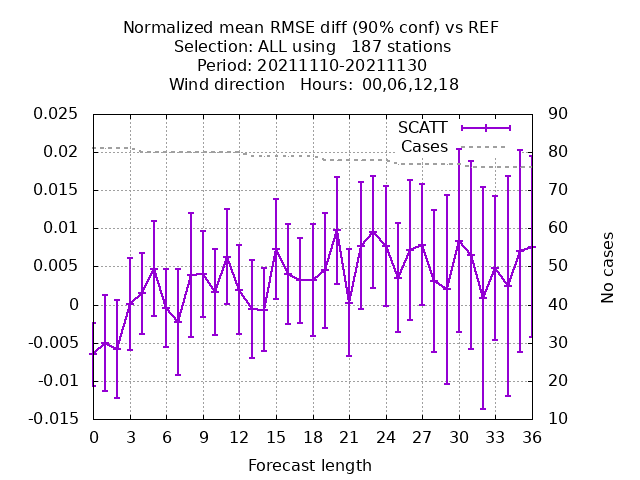 Normalized mean RMSE diff (90% conf) vs REF
Selection: ALL using   187 stations
Period: 20211110-20211130
Wind direction   Hours:  00,06,12,18
0.025
0.02
0.015
0.01
0.005
0
-0.005
-0.01
-0.015
SCATT
Cases
90
80
70
60
50
40
30
20
10
No cases
0 3 6 9 12 15 18 21 24 27 30 33 36
Forecast length